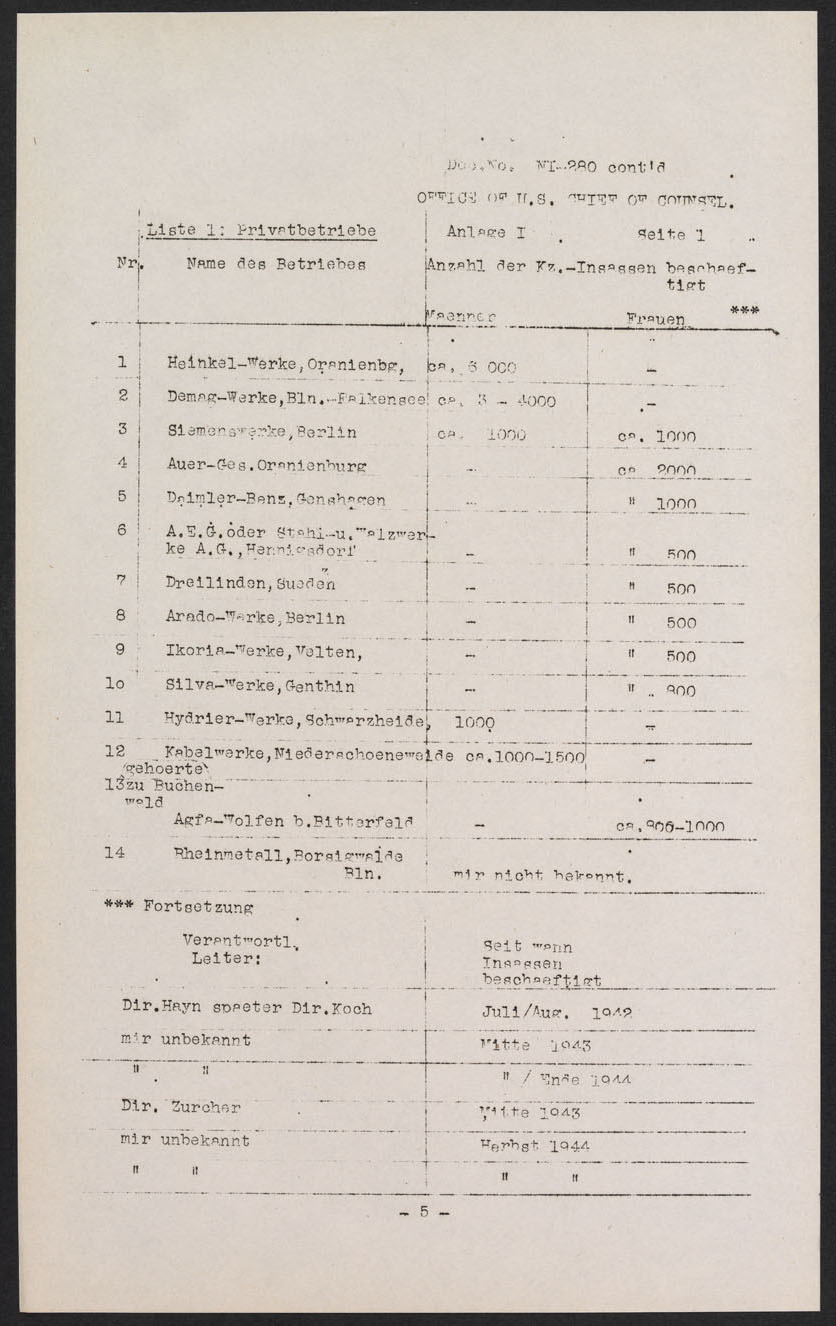 Doc.No. NI-280 cont'd
OFFICE OF U.S. CHIEF OF COUNSEL.
Liste 1: Privatbetriebe Anlage I Seite 1
Nr. Name des Betriebes Anzahl der Kz.-Insassen beschaef-
tigt
Maenner Frauen ***
1 Heinkel-Werke, Oranienbg, ca. 6 000 -
2 Demag-Werke, Bln.-Falkensee ca. 3 - 4000 -
3 Siemenswerke, Berlin ca. 1000 ca. 1000
4 Auer-Ges. Oranienburg - ca 2000
5 Daimler-Benz, Genshagen - " 1000
6 A.E.G. oder Stahl-u. Walzwer-
ke A.G., Hennigsdorf - " 500
7 Dreilinden, Sueden - " 500
8 Arado-Werke, Berlin - " 500
9 Ikoria-Werke, Velten, - " 500
lo Silva-Werke, Genthin - " 800
11 Hydrier-Werke, Schwarzheide, 1000 -
12 Kabelwerke, Niederschoeneweide ca. 1000-1500 -
(gehoerte)
13 zu Buchen-
wald
Agfa-Wolfen b. Bitterfeld - ca. 906-1000
14 Rheinmetall, Borsigwalde
Bln. mir nicht bekannt.
*** Fortsetzung
Verantwortl. Seit wann
Leiter: Insassen
beschaeftigt
Dir. Hayn spaeter Dir. Koch Juli/Aug. 1942
mir unbekannt Mitte 1943
" " " / Ende 1944
Dir. Zurcher Mitte 1943
mir unbekannt Herbst 1944
" " " "
- 5 -